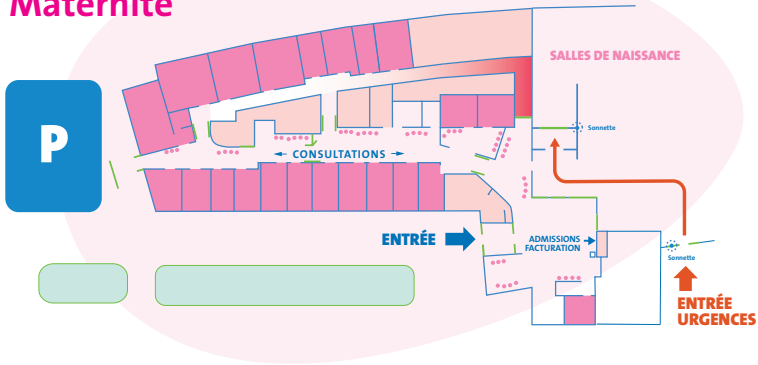 Maternité
SALLES DE NAISSANCE
P
Sonnette
CONSULTATIONS
ENTRÉE
ADMISSIONS
FACTURATION
Sonnette
ENTRÉE
URGENCES